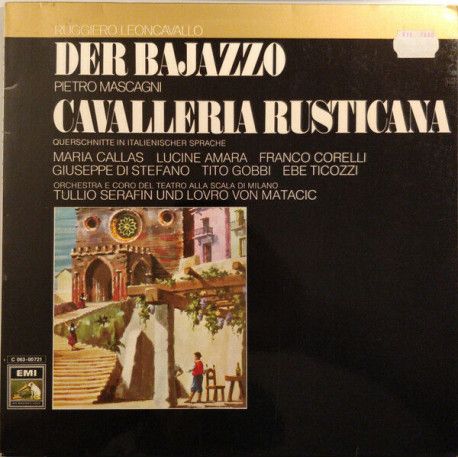 RUGGIERO LEONCAVALLO
DER BAJAZZO
PIETRO MASCAGNI
CAVALLERIA RUSTICANA
QUERSCHNITTE IN ITALIENISCHER SPRACHE
MARIA CALLAS LUCINE AMARA FRANCO CORELLI
GIUSEPPE DI STEFANO TITO GOBBI EBE TICOZZI
ORCHESTRA E CORO DEL TEATRO ALLA SCALA DI MILANO
TULLIO SERAFIN UND LOVRO VON MATACIC
EMI